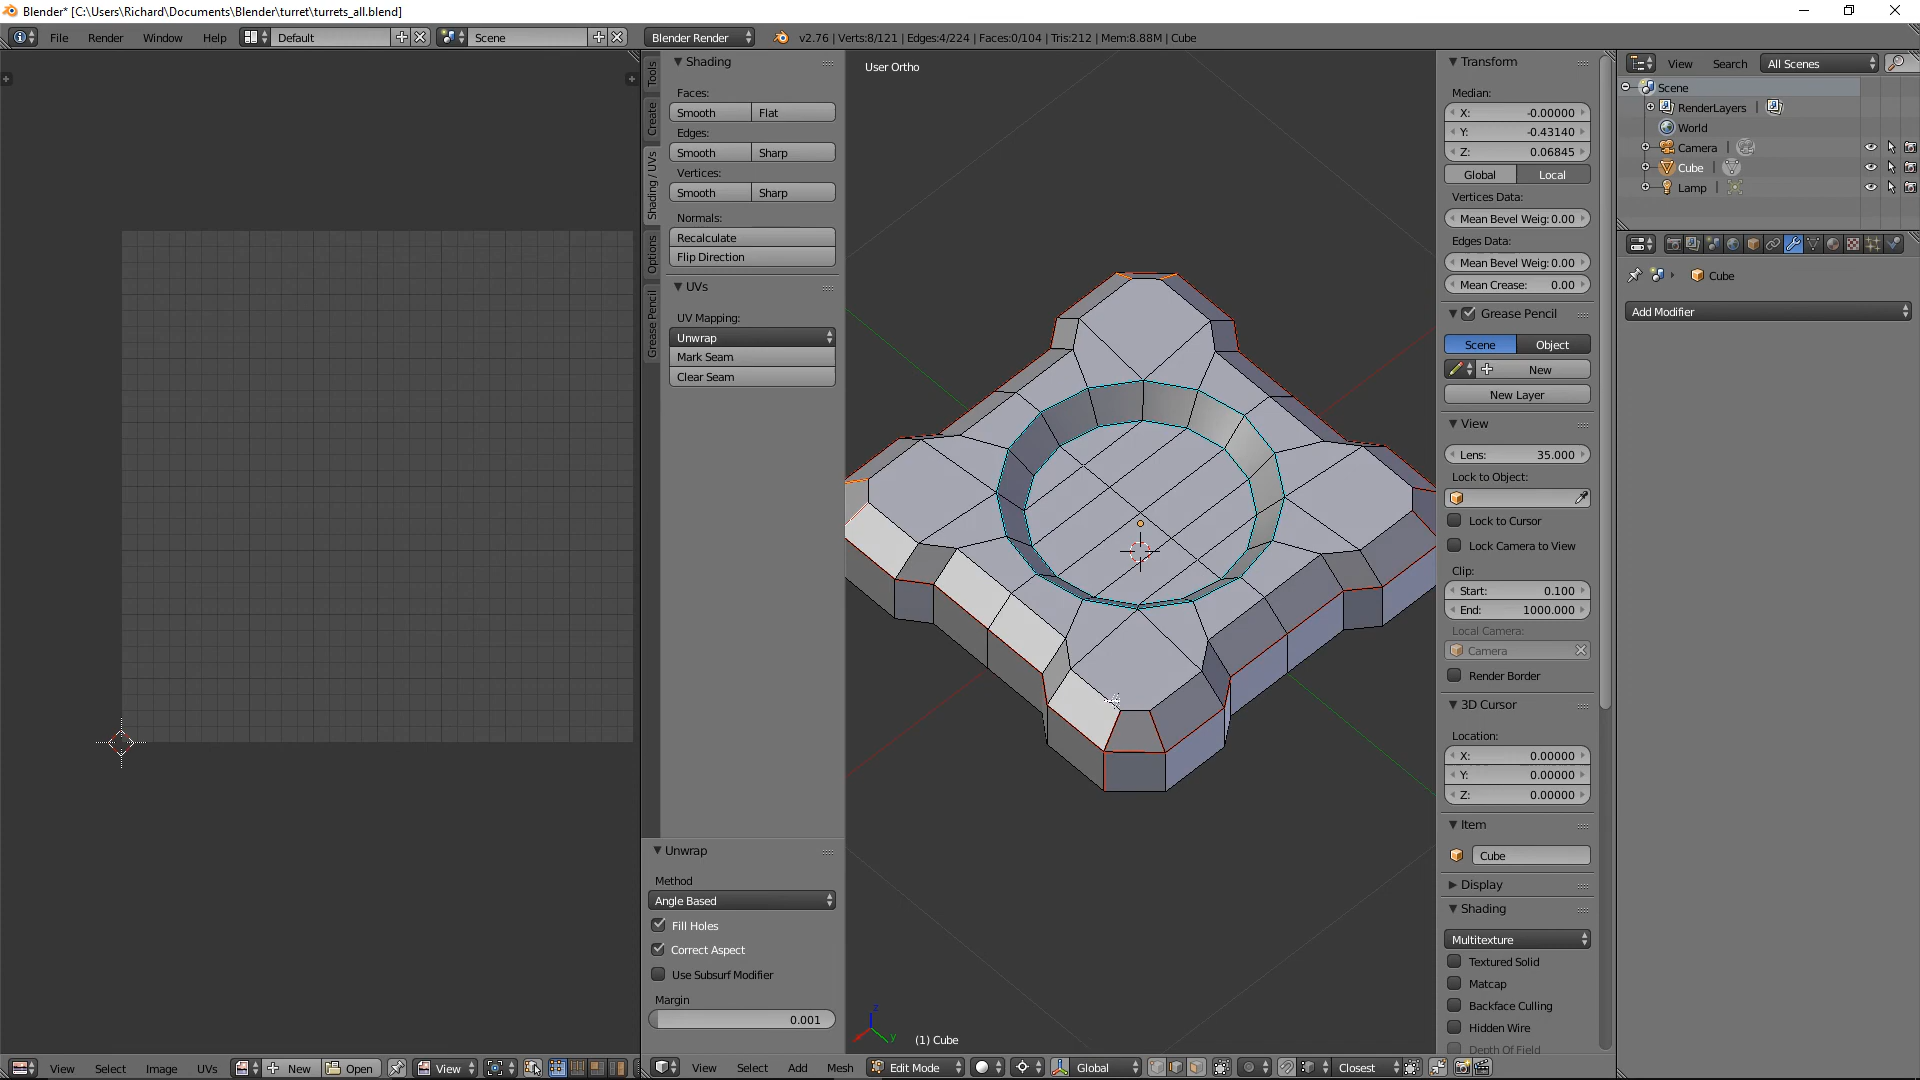 Blender* [C:\Users\Richard\Documents\Blender\turret\turrets_all.blend]
File Render Window Help Default Scene Blender Render v2.76 | Verts:8/121 | Edges:4/224 | Faces:0/104 | Tris:212 | Mem:8.88M | Cube
Tools
Create
Shading / UVs
Options
Grease Pencil
Shading
Faces:
Smooth Flat
Edges:
Smooth Sharp
Vertices:
Smooth Sharp
Normals:
Recalculate
Flip Direction
UVs
UV Mapping:
Unwrap
Mark Seam
Clear Seam
Unwrap
Method
Angle Based
Fill Holes
Correct Aspect
Use Subsurf Modifier
Margin
0.001
User Ortho
z
y
(1) Cube
Transform
Median:
X: -0.00000
Y: -0.43140
Z: 0.06845
Global Local
Vertices Data:
Mean Bevel Weig: 0.00
Edges Data:
Mean Bevel Weig: 0.00
Mean Crease: 0.00
Grease Pencil
Scene Object
New
New Layer
View
Lens: 35.000
Lock to Object:
Lock to Cursor
Lock Camera to View
Clip:
Start: 0.100
End: 1000.000
Local Camera:
Camera
Render Border
3D Cursor
Location:
X: 0.00000
Y: 0.00000
Z: 0.00000
Item
Cube
Display
Shading
Multitexture
Textured Solid
Matcap
Backface Culling
Hidden Wire
Depth Of Field
View Search All Scenes
Scene
RenderLayers
World
Camera
Cube
Lamp
Cube
Add Modifier
View Select Image UVs New Open View
View Select Add Mesh Edit Mode Global Closest